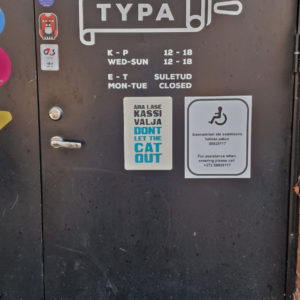 TYPA
K - P 12 - 18
WED-SUN 12 - 18
E - T SULETUD
MON-TUE CLOSED
ÄRA LASE
KASSI
VÄLJA
DONT
LET THE
CAT
OUT
For assistance when
entering please call